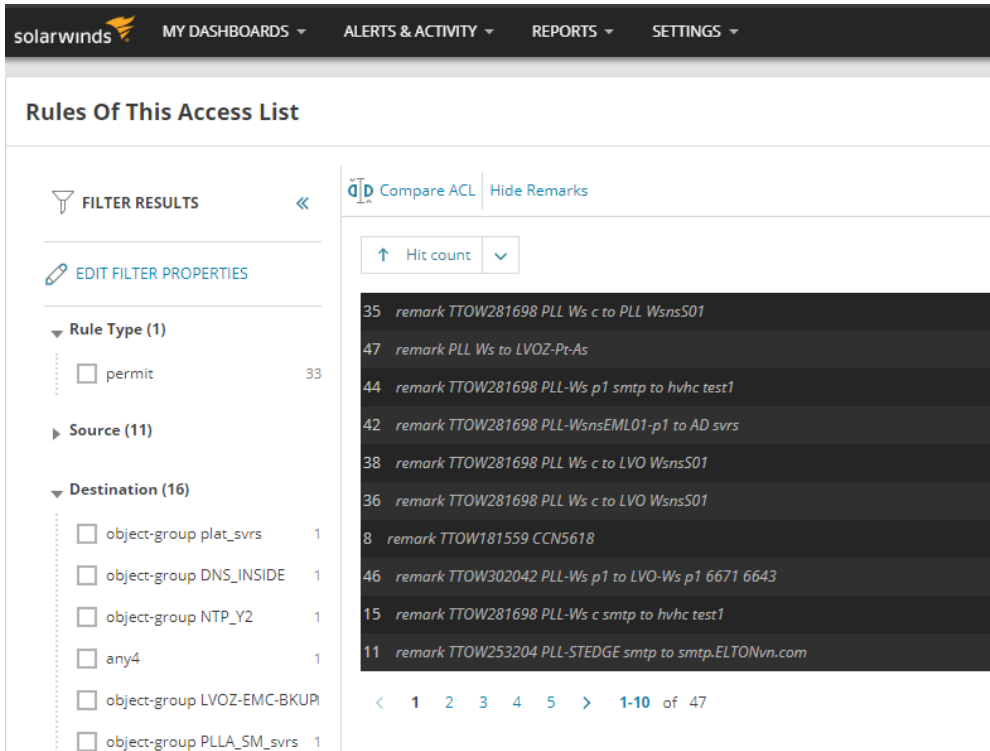 solarwinds MY DASHBOARDS ALERTS & ACTIVITY REPORTS SETTINGS
Rules Of This Access List
FILTER RESULTS
EDIT FILTER PROPERTIES
Rule Type (1)
permit 33
Source (11)
Destination (16)
object-group plat_svrs 1
object-group DNS_INSIDE 1
object-group NTP_Y2 1
any4 1
object-group LVOZ-EMC-BKUP
object-group PLLA_SM_svrs 1
Compare ACL Hide Remarks
Hit count
35 remark TTOW281698 PLL Ws c to PLL WsnsS01
47 remark PLL Ws to LVOZ-Pt-As
44 remark TTOW281698 PLL-Ws p1 smtp to hvhc test1
42 remark TTOW281698 PLL-WsnsEML01-p1 to AD svrs
38 remark TTOW281698 PLL Ws c to LVO WsnsS01
36 remark TTOW281698 PLL Ws c to LVO WsnsS01
8 remark TTOW181559 CCN5618
46 remark TTOW302042 PLL-Ws p1 to LVO-Ws p1 6671 6643
15 remark TTOW281698 PLL-Ws c smtp to hvhc test1
11 remark TTOW253204 PLL-STEDGE smtp to smtp.ELTONvn.com
< 1 2 3 4 5 > 1-10 of 47